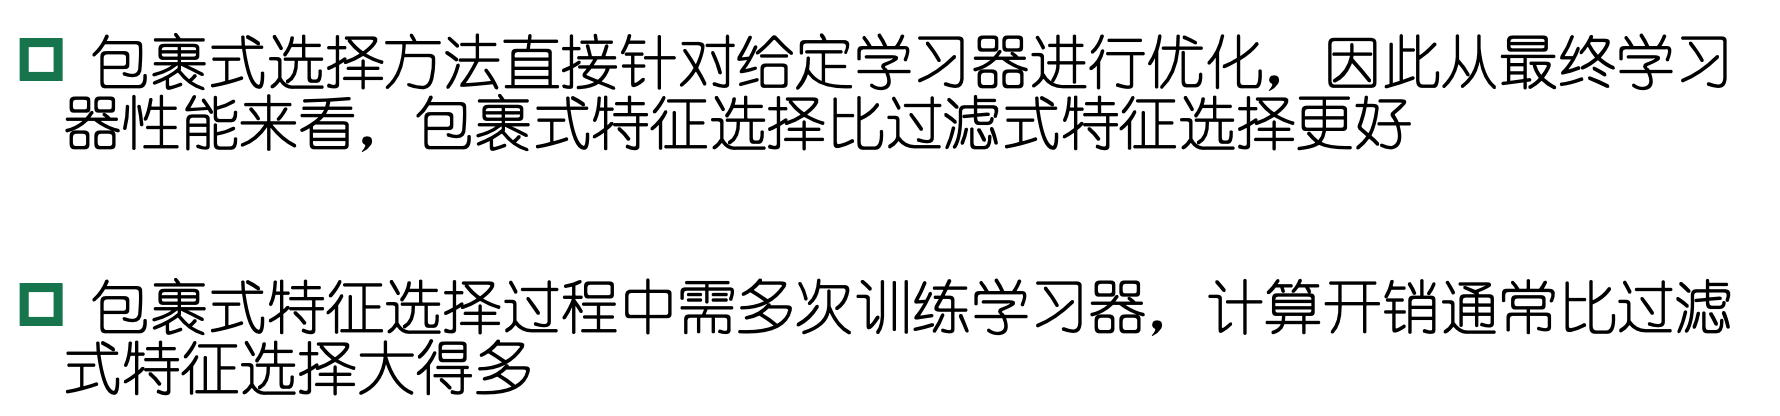 包裹式选择方法直接针对给定学习器进行优化，因此从最终学习
器性能来看，包裹式特征选择比过滤式特征选择更好
包裹式特征选择过程中需多次训练学习器，计算开销通常比过滤
式特征选择大得多